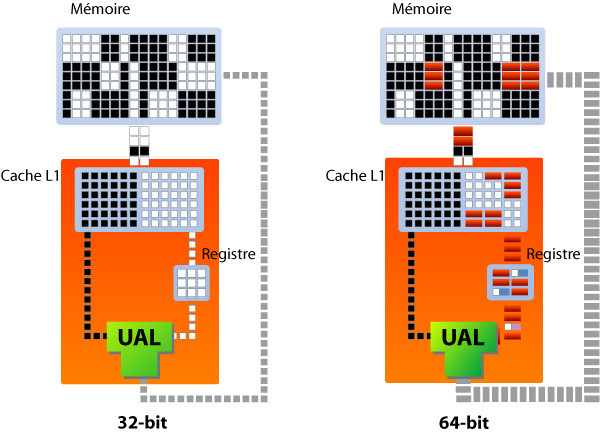 Mémoire
Mémoire
Cache L1
Cache L1
Registre
Registre
UAL
UAL
32-bit
64-bit